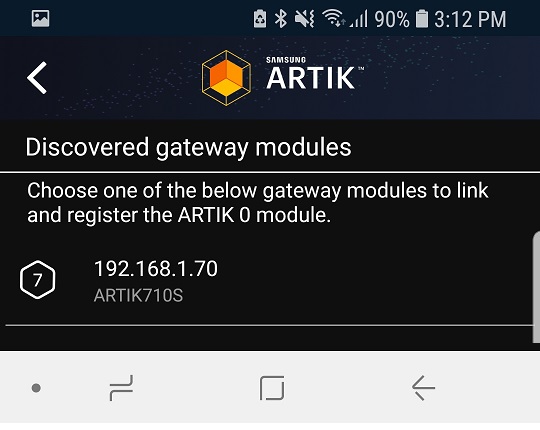 90% 3:12 PM
SAMSUNG
ARTIK™
Discovered gateway modules
Choose one of the below gateway modules to link
and register the ARTIK 0 module.
7
192.168.1.70
ARTIK710S